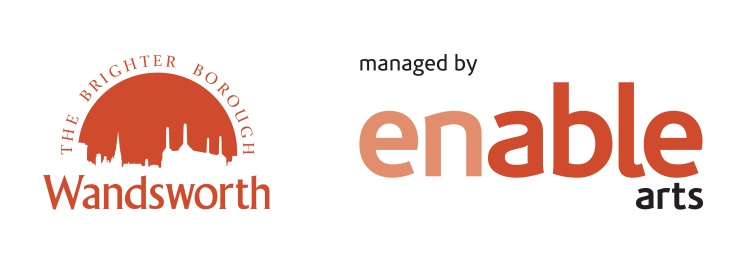 THE BRIGHTER BOROUGH
Wandsworth
managed by
enable
arts